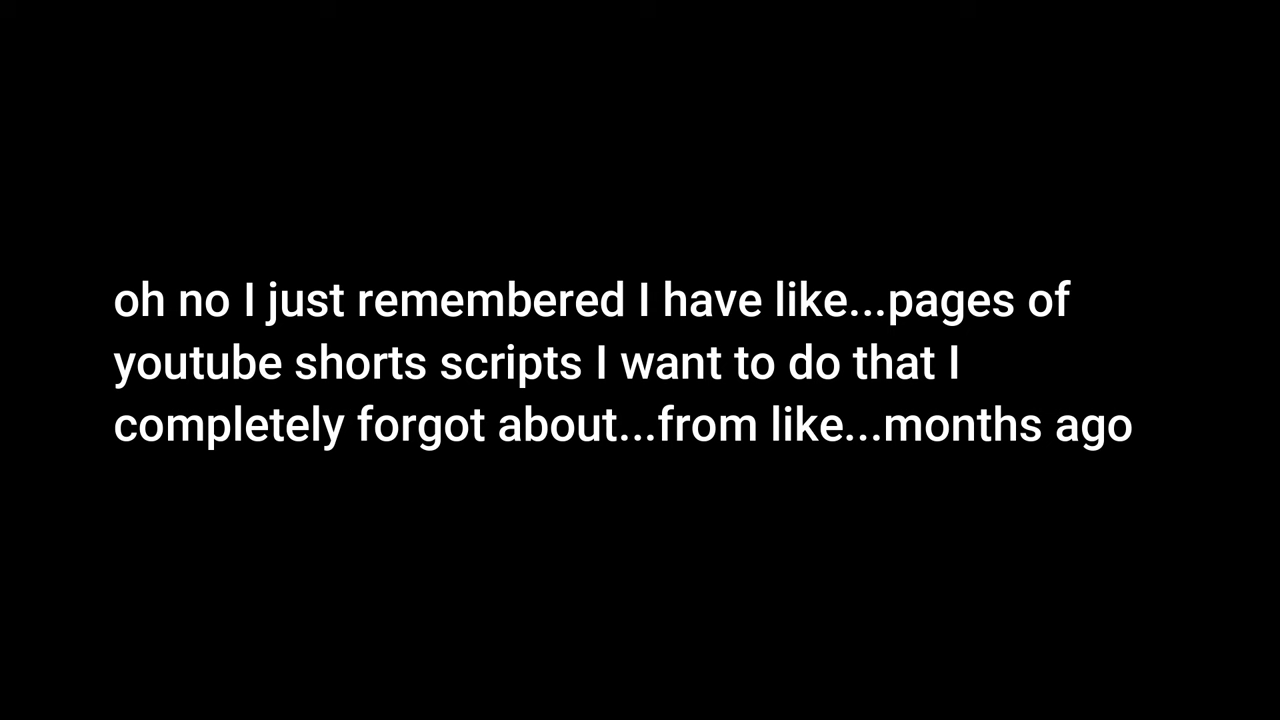 oh no I just remembered I have like...pages of
youtube shorts scripts I want to do that I
completely forgot about...from like...months ago